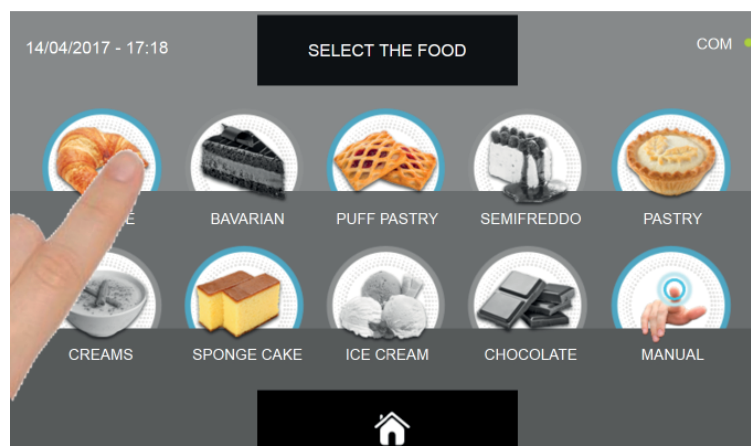 14/04/2017 - 17:18
SELECT THE FOOD
COM
BAVARIAN
PUFF PASTRY
SEMIFREDDO
PASTRY
CREAMS
SPONGE CAKE
ICE CREAM
CHOCOLATE
MANUAL